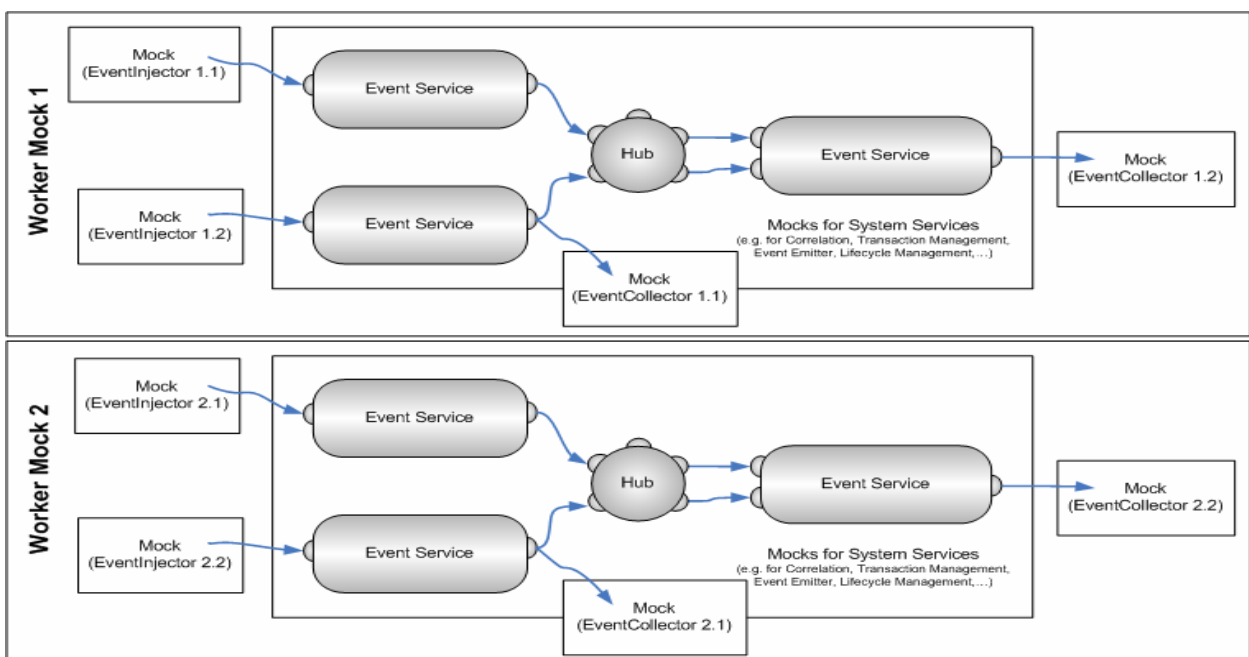 Worker Mock 1
Mock
(EventInjector 1.1)
Event Service
Mock
(EventInjector 1.2)
Event Service
Hub
Event Service
Mock
(EventCollector 1.2)
Mocks for System Services
(e.g. for Correlation, Transaction Management,
Event Emitter, Lifecycle Management,...)
Mock
(EventCollector 1.1)
Worker Mock 2
Mock
(EventInjector 2.1)
Event Service
Mock
(EventInjector 2.2)
Event Service
Hub
Event Service
Mock
(EventCollector 2.2)
Mocks for System Services
(e.g. for Correlation, Transaction Management,
Event Emitter, Lifecycle Management,...)
Mock
(EventCollector 2.1)